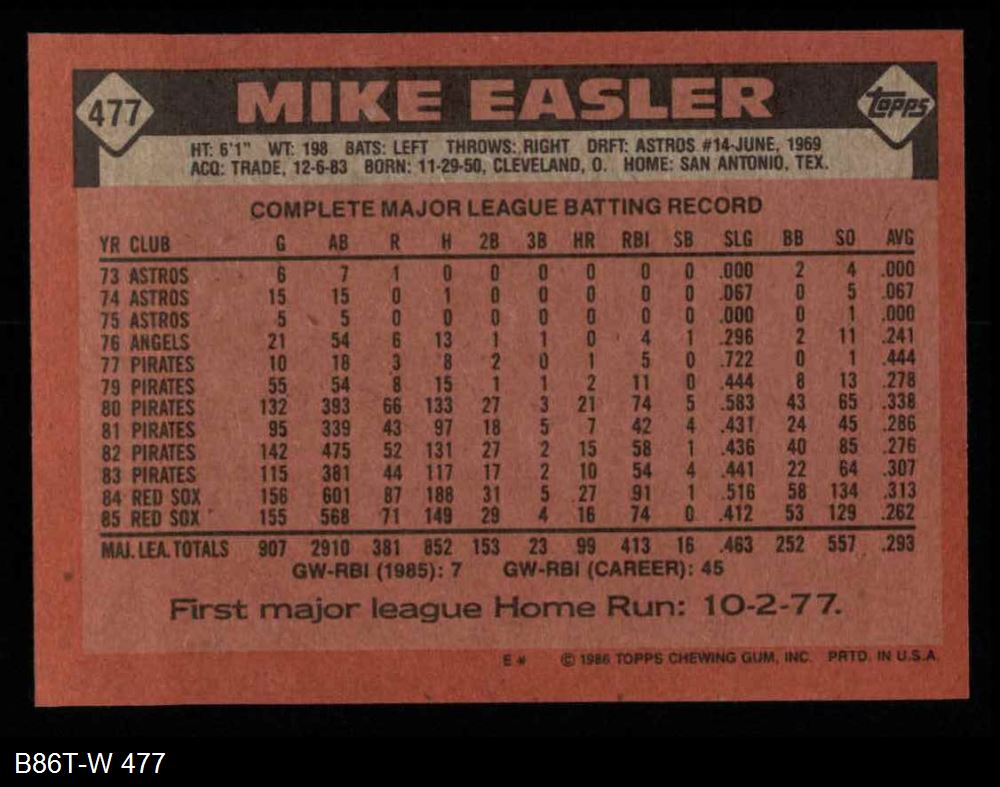 477 MIKE EASLER Topps
HT: 6'1" WT: 198 BATS: LEFT THROWS: RIGHT DRFT: ASTROS #14-JUNE, 1969
ACQ: TRADE, 12-6-83 BORN: 11-29-50, CLEVELAND, O. HOME: SAN ANTONIO, TEX.
COMPLETE MAJOR LEAGUE BATTING RECORD
YR CLUB G AB R H 2B 3B HR RBI SB SLG BB SO AVG
73 ASTROS 6 7 1 0 0 0 0 0 0 .000 2 4 .000
74 ASTROS 15 15 0 1 0 0 0 0 0 .067 0 5 .067
75 ASTROS 5 5 0 0 0 0 0 0 0 .000 0 1 .000
76 ANGELS 21 54 6 13 1 1 0 4 1 .296 2 11 .241
77 PIRATES 10 18 3 8 2 0 1 5 0 .722 0 1 .444
79 PIRATES 55 54 8 15 1 1 2 11 0 .444 8 13 .278
80 PIRATES 132 393 66 133 27 3 21 74 5 .583 43 65 .338
81 PIRATES 95 339 43 97 18 5 7 42 4 .431 24 45 .286
82 PIRATES 142 475 52 131 27 2 15 58 1 .436 40 85 .276
83 PIRATES 115 381 44 117 17 2 10 54 4 .441 22 64 .307
84 RED SOX 156 601 87 188 31 5 27 91 1 .516 58 134 .313
85 RED SOX 155 568 71 149 29 4 16 74 0 .412 53 129 .262
MAJ. LEA. TOTALS 907 2910 381 852 153 23 99 413 16 .463 252 557 .293
GW-RBI (1985): 7 GW-RBI (CAREER): 45
First major league Home Run: 10-2-77.
E* © 1986 TOPPS CHEWING GUM, INC. PRTD. IN U.S.A.
B86T-W 477